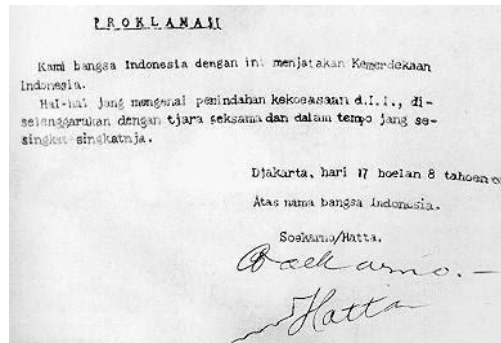 PROKLAMASI
Kami bangsa Indonesia dengan ini menjatakan Kemerdekaan
Indonesia.
Hal-hal jang mengenai pemindahan kekoeasaan d.l.l., di-
selenggarakan dengan tjara seksama dan dalam tempo jang se-
singkat-singkatnja.
Djakarta, hari 17 boelan 8 tahoen
Atas nama bangsa Indonesia.
Soekarno/Hatta.
Soekarno.-
Hatta